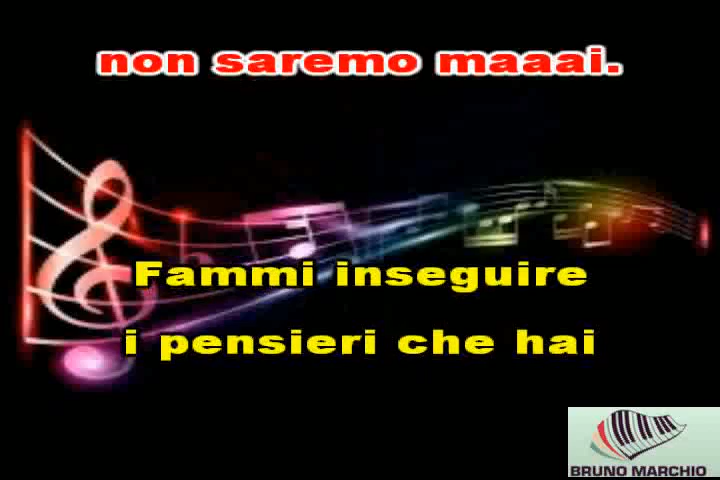 non saremo maaai.
Fammi inseguire
i pensieri che hai
BRUNO MARCHIO